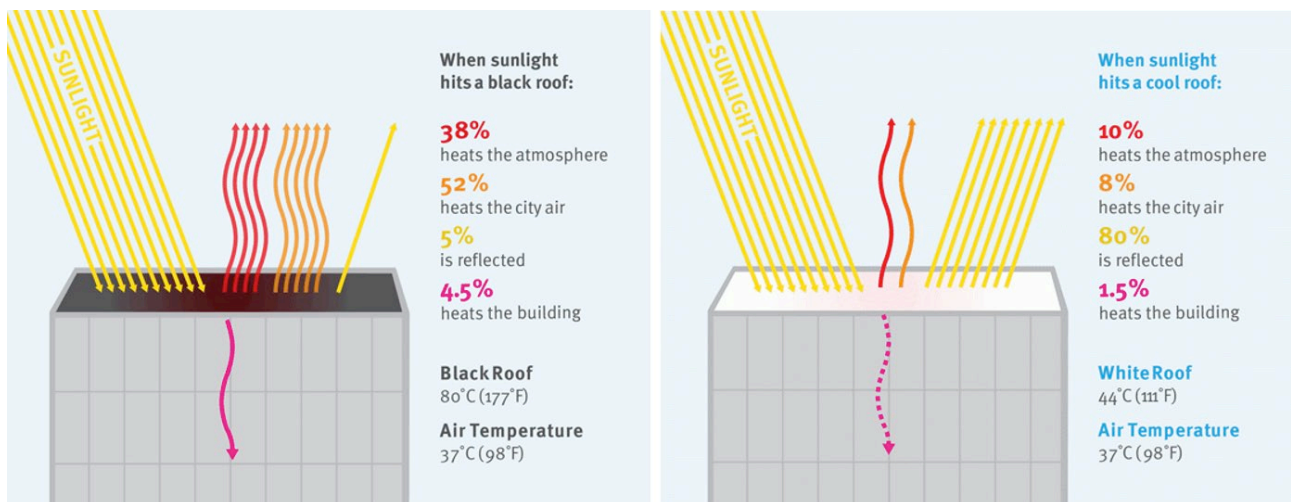 SUNLIGHT
When sunlight
hits a black roof:
38%
heats the atmosphere
52%
heats the city air
5%
is reflected
4.5%
heats the building
Black Roof
80°C (177°F)
Air Temperature
37°C (98°F)
SUNLIGHT
When sunlight
hits a cool roof:
10%
heats the atmosphere
8%
heats the city air
80%
is reflected
1.5%
heats the building
White Roof
44°C (111°F)
Air Temperature
37°C (98°F)